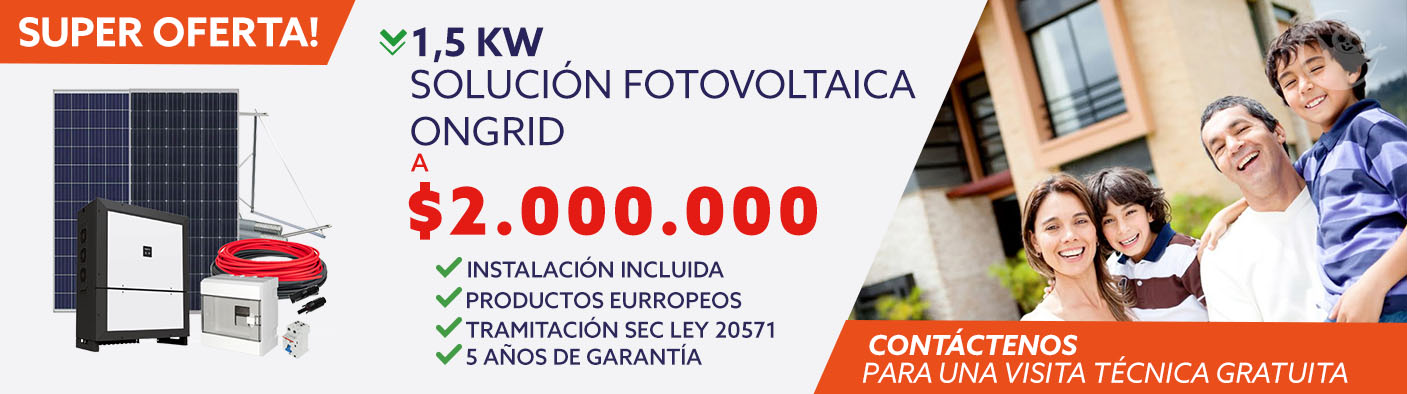 SUPER OFERTA!
1,5 KW
SOLUCIÓN FOTOVOLTAICA
ONGRID
A
$2.000.000
INSTALACIÓN INCLUIDA
PRODUCTOS EURROPEOS
TRAMITACIÓN SEC LEY 20571
5 AÑOS DE GARANTÍA
CONTÁCTENOS
PARA UNA VISITA TÉCNICA GRATUITA